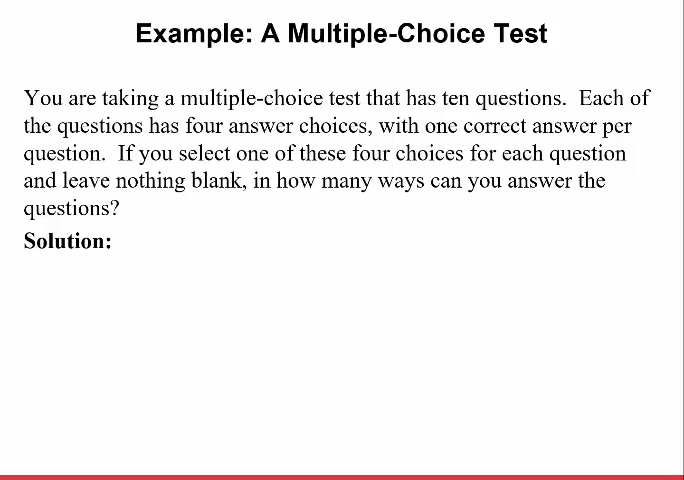 Example: A Multiple-Choice Test
You are taking a multiple-choice test that has ten questions.  Each of
the questions has four answer choices, with one correct answer per
question.  If you select one of these four choices for each question
and leave nothing blank, in how many ways can you answer the
questions?
Solution: